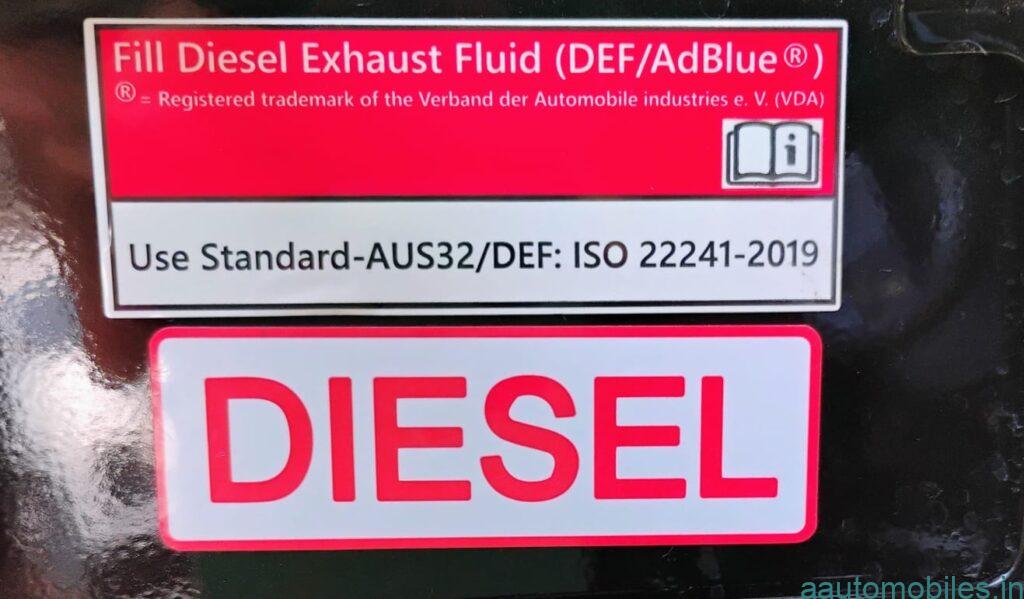 Fill Diesel Exhaust Fluid (DEF/AdBlue®)
® = Registered trademark of the Verband der Automobile industries e. V. (VDA)
i
Use Standard-AUS32/DEF: ISO 22241-2019
DIESEL
aautomobiles.in